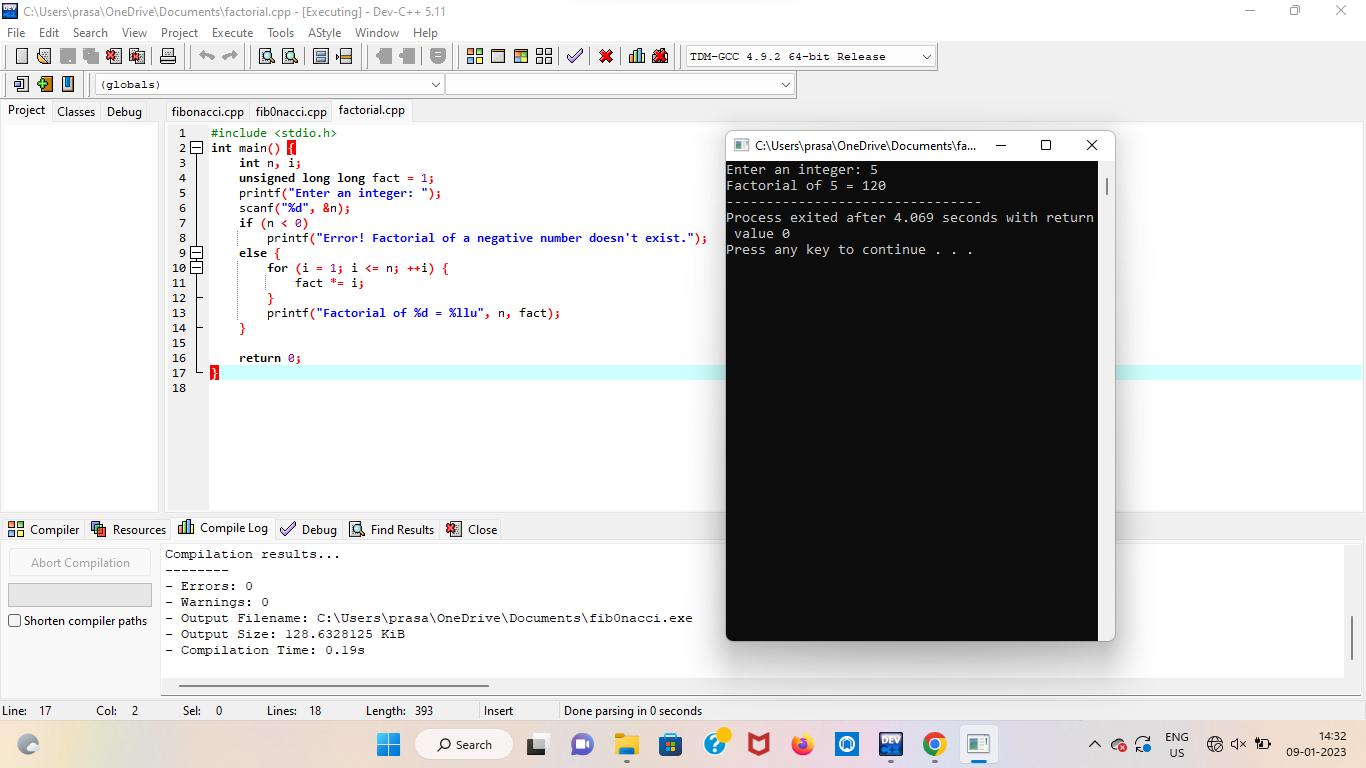 C:\Users\prasa\OneDrive\Documents\factorial.cpp - [Executing] - Dev-C++ 5.11
File Edit Search View Project Execute Tools AStyle Window Help
TDM-GCC 4.9.2 64-bit Release
(globals)
Project Classes Debug
fibonacci.cpp fib0nacci.cpp factorial.cpp
1 #include <stdio.h>
2 int main() {
3 int n, i;
4 unsigned long long fact = 1;
5 printf("Enter an integer: ");
6 scanf("%d", &n);
7 if (n < 0)
8 printf("Error! Factorial of a negative number doesn't exist.");
9 else {
10 for (i = 1; i <= n; ++i) {
11 fact *= i;
12 }
13 printf("Factorial of %d = %llu", n, fact);
14 }
15
16 return 0;
17 }
18
C:\Users\prasa\OneDrive\Documents\fa...
Enter an integer: 5
Factorial of 5 = 120
--------------------------------
Process exited after 4.069 seconds with return
value 0
Press any key to continue . . .
Compiler Resources Compile Log Debug Find Results Close
Abort Compilation
Shorten compiler paths
Compilation results...
--------
- Errors: 0
- Warnings: 0
- Output Filename: C:\Users\prasa\OneDrive\Documents\fib0nacci.exe
- Output Size: 128.6328125 KiB
- Compilation Time: 0.19s
Line: 17 Col: 2 Sel: 0 Lines: 18 Length: 393 Insert Done parsing in 0 seconds
Search
DEV
ENG
US
14:32
09-01-2023